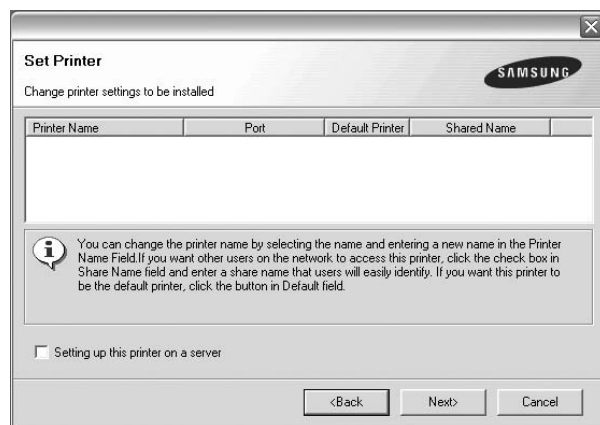 Set Printer
SAMSUNG
Change printer settings to be installed
Printer Name Port Default Printer Shared Name
You can change the printer name by selecting the name and entering a new name in the Printer
Name Field.If you want other users on the network to access this printer, click the check box in
Share Name field and enter a share name that users will easily identify. If you want this printer to
be the default printer, click the button in Default field.
Setting up this printer on a server
<Back Next> Cancel